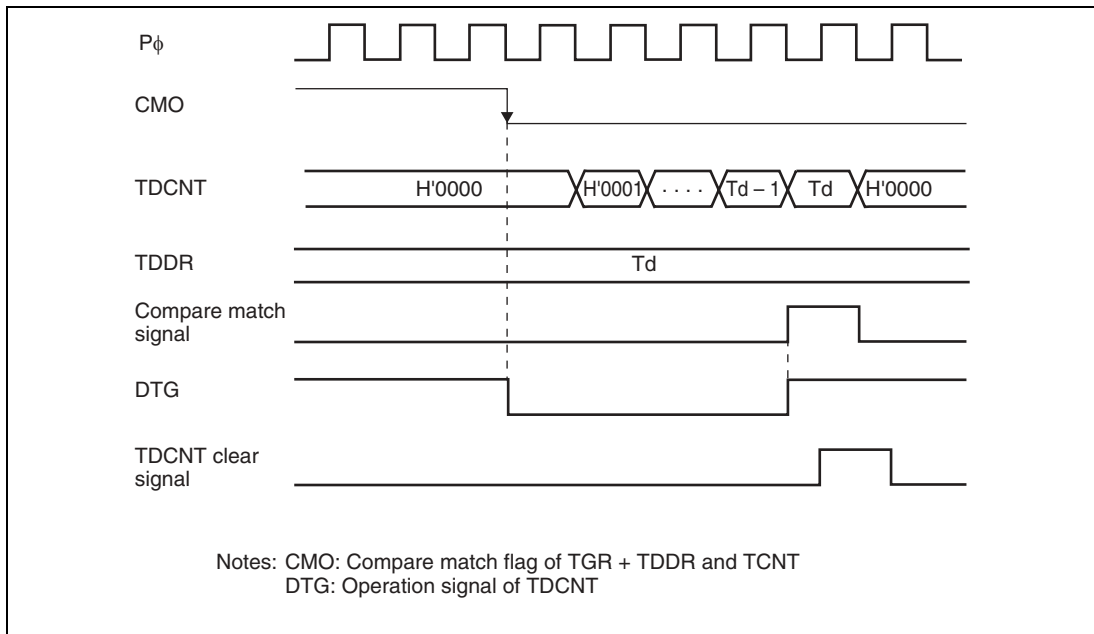 Pϕ
CMO
TDCNT
H'0000
H'0001
· · · ·
Td – 1
Td
H'0000
TDDR
Td
Compare match
signal
DTG
TDCNT clear
signal
Notes: CMO: Compare match flag of TGR + TDDR and TCNT
DTG: Operation signal of TDCNT